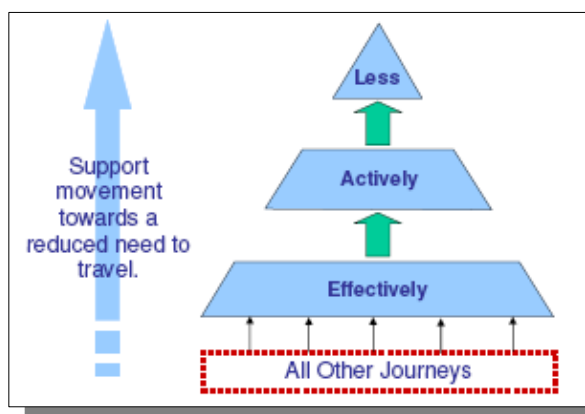 Less
Actively
Effectively
All Other Journeys
Support
movement
towards a
reduced need to
travel.